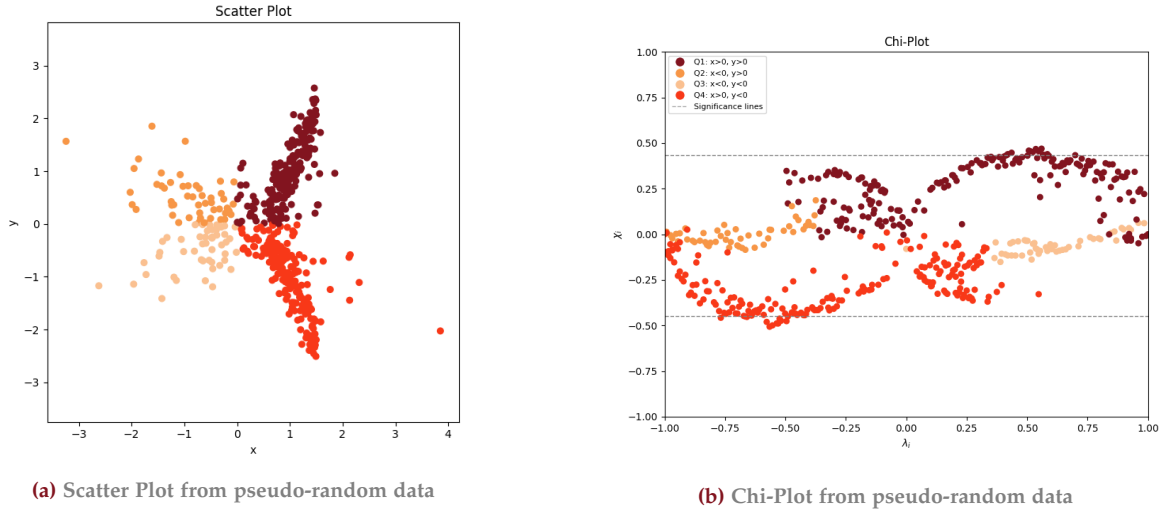 Scatter Plot
3
2
1
0
−1
−2
−3
y
−3 −2 −1 0 1 2 3 4
x
(a) Scatter Plot from pseudo-random data
Chi-Plot
1.00
0.75
0.50
0.25
0.00
−0.25
−0.50
−0.75
−1.00
χi
Q1: x>0, y>0
Q2: x<0, y>0
Q3: x<0, y<0
Q4: x>0, y<0
Significance lines
−1.00 −0.75 −0.50 −0.25 0.00 0.25 0.50 0.75 1.00
λi
(b) Chi-Plot from pseudo-random data